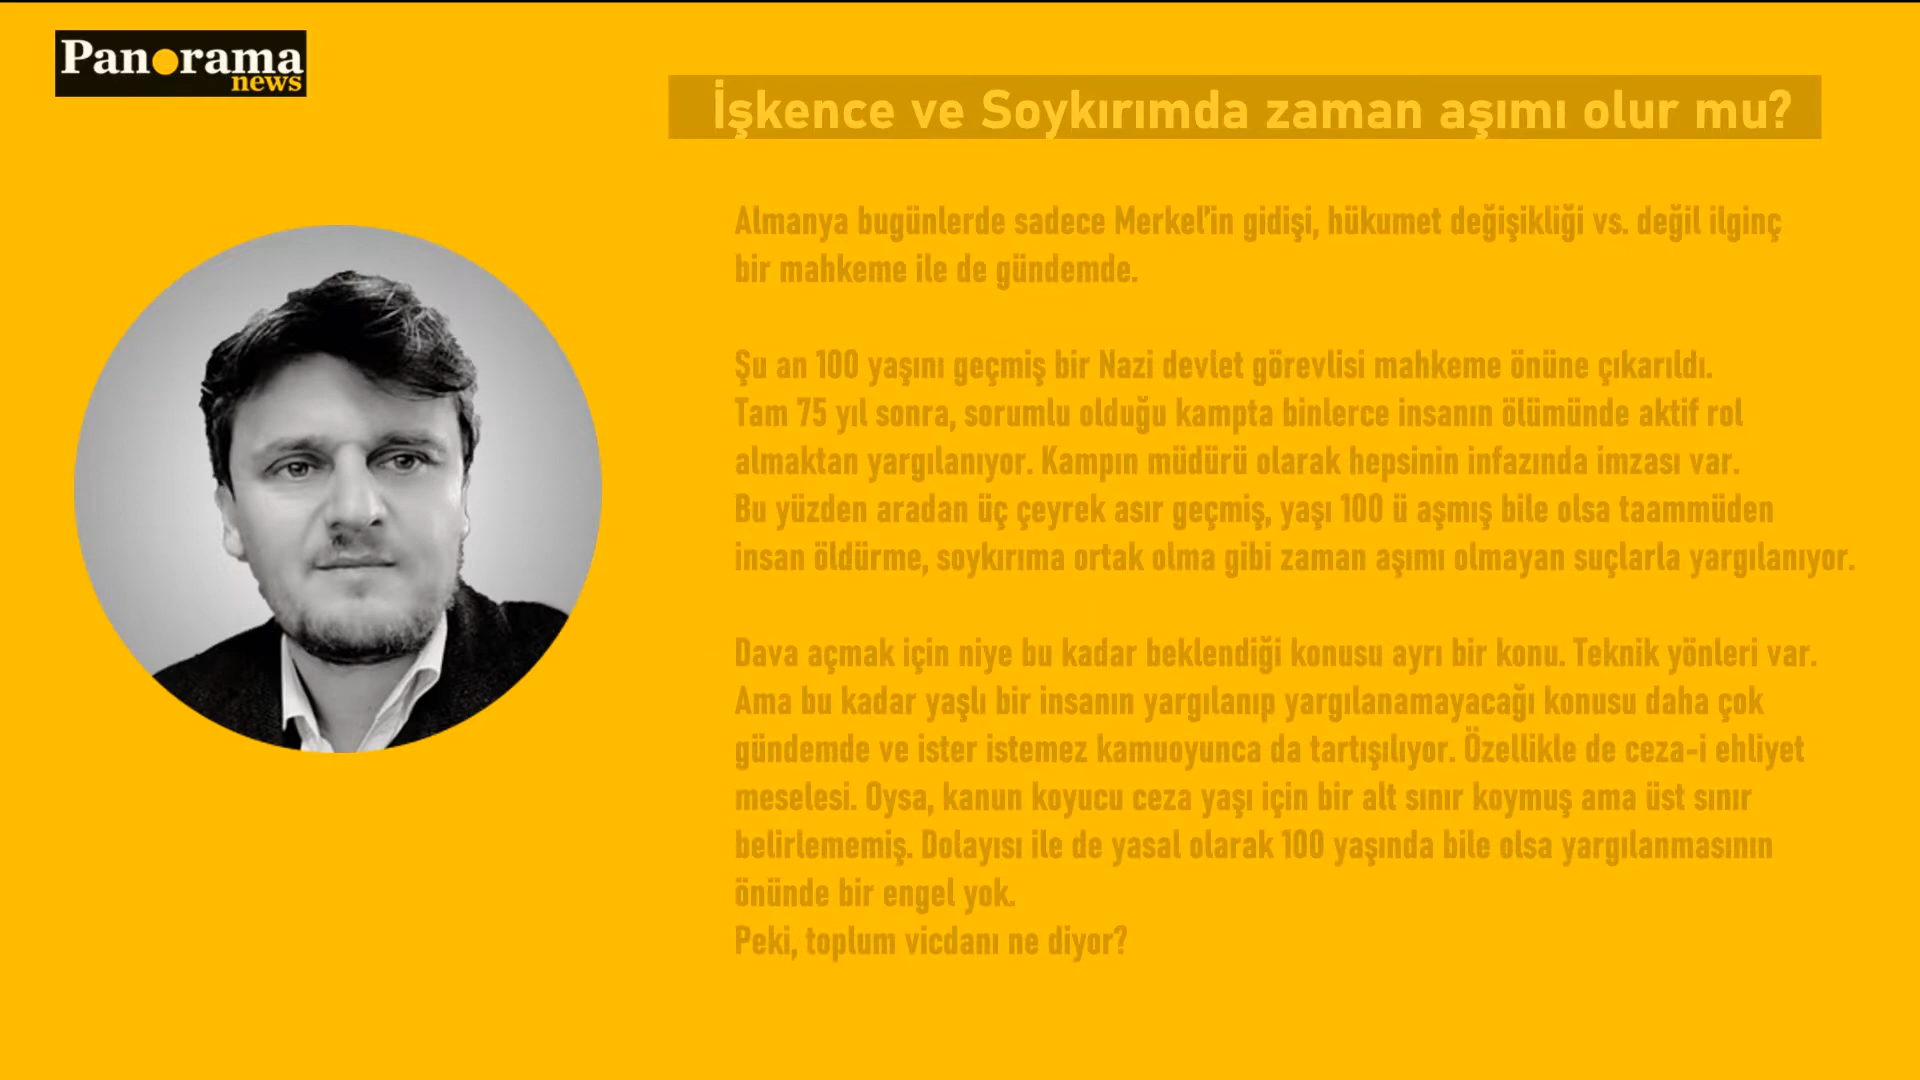 Panorama
news
İşkence ve Soykırımda zaman aşımı olur mu?
Almanya bugünlerde sadece Merkel'in gidişi, hükumet değişikliği vs. değil ilginç
bir mahkeme ile de gündemde.
Şu an 100 yaşını geçmiş bir Nazi devlet görevlisi mahkeme önüne çıkarıldı.
Tam 75 yıl sonra, sorumlu olduğu kampta binlerce insanın ölümünde aktif rol
almaktan yargılanıyor. Kampın müdürü olarak hepsinin infazında imzası var.
Bu yüzden aradan üç çeyrek asır geçmiş, yaşı 100 ü aşmış bile olsa taammüden
insan öldürme, soykırıma ortak olma gibi zaman aşımı olmayan suçlarla yargılanıyor.
Dava açmak için niye bu kadar beklendiği konusu ayrı bir konu. Teknik yönleri var.
Ama bu kadar yaşlı bir insanın yargılanıp yargılanamayacağı konusu daha çok
gündemde ve ister istemez kamuoyunca da tartışılıyor. Özellikle de ceza-i ehliyet
meselesi. Oysa, kanun koyucu ceza yaşı için bir alt sınır koymuş ama üst sınır
belirlememiş. Dolayısı ile de yasal olarak 100 yaşında bile olsa yargılanmasının
önünde bir engel yok.
Peki, toplum vicdanı ne diyor?